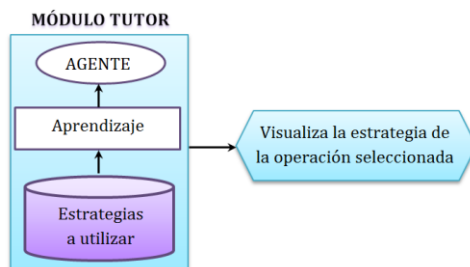 MÓDULO TUTOR
AGENTE
Aprendizaje
Estrategias
a utilizar
Visualiza la estrategia de
la operación seleccionada